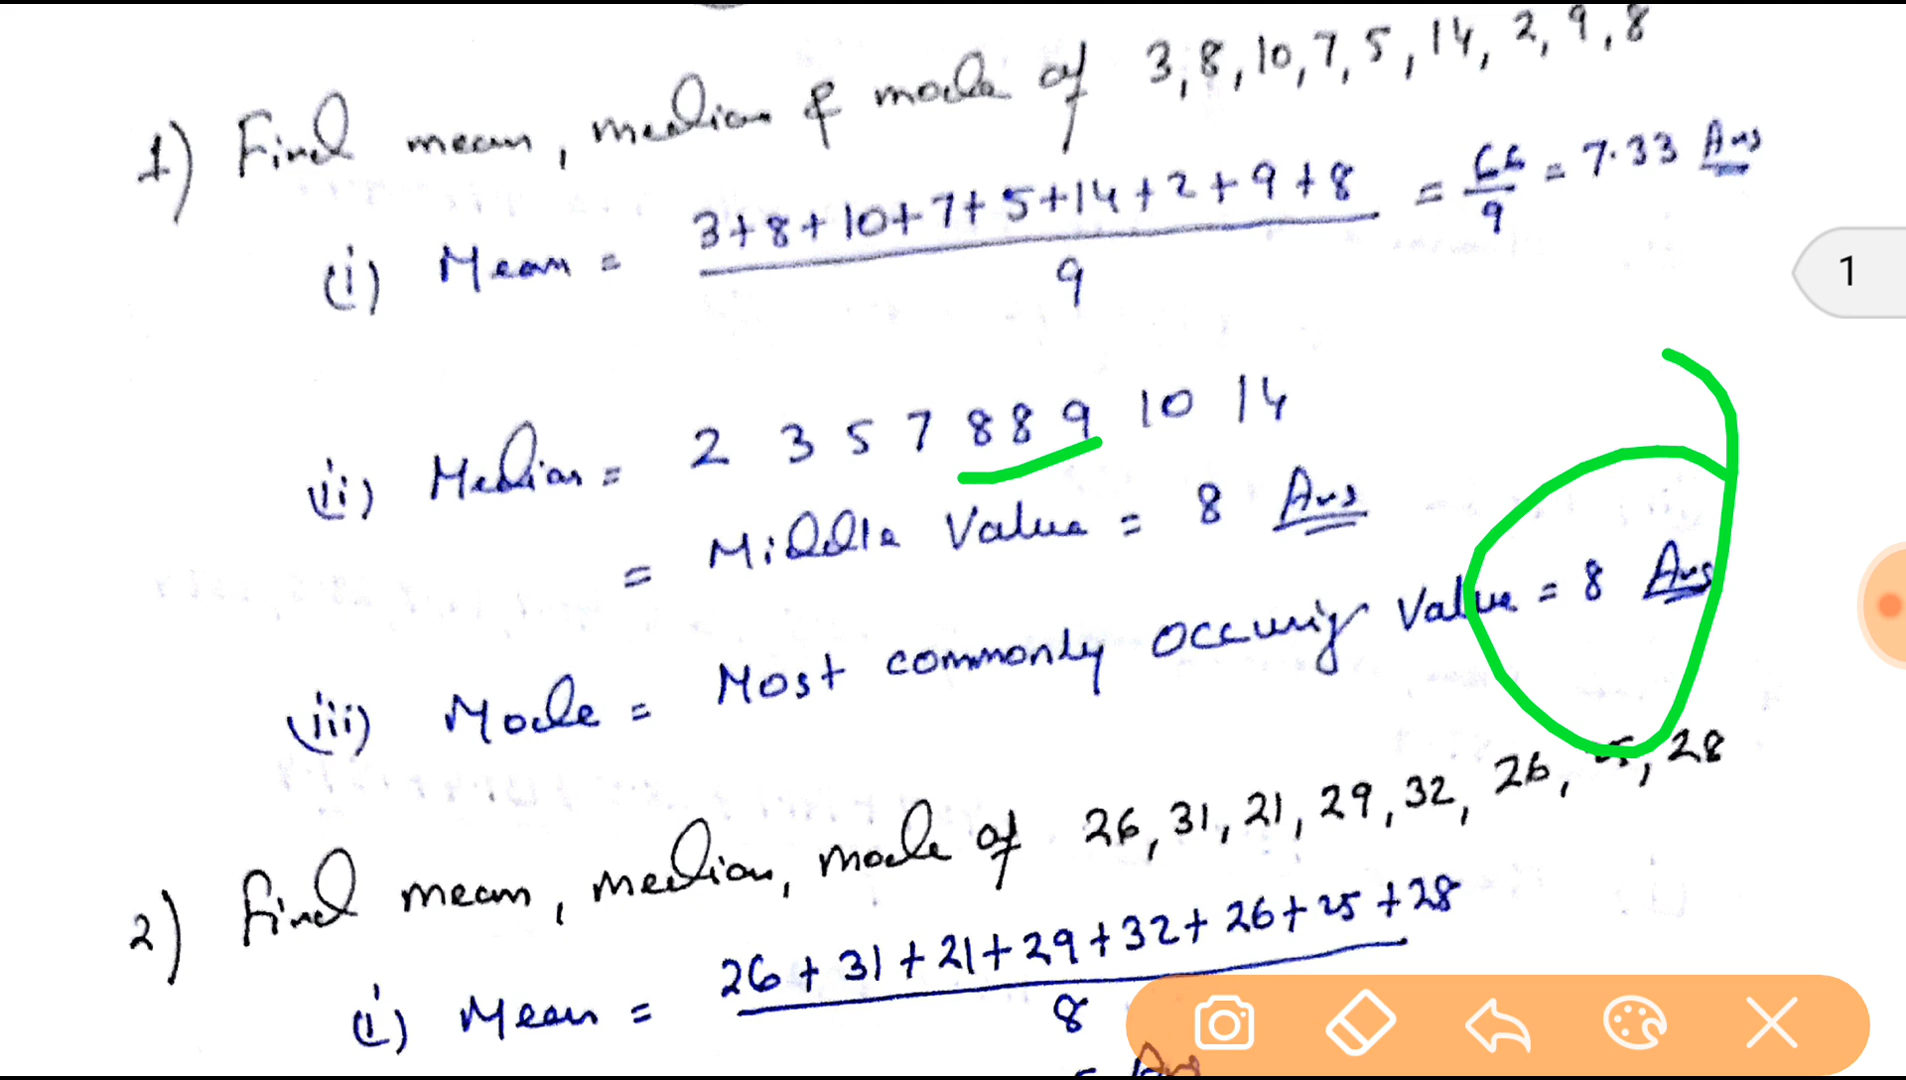 1) Find mean, median & mode of 3, 8, 10, 7, 5, 14, 2, 9, 8
(i) Mean = 3+8+10+7+5+14+2+9+8 / 9 = 66/9 = 7.33 Ans
1
(ii) Median = 2 3 5 7 8 8 9 10 14
= Middle Value = 8 Ans
(iii) Mode = Most commonly occuring Value = 8 Ans
2) Find mean, median, mode of 26, 31, 21, 29, 32, 26, 25, 28
(i) Mean = 26+31+21+29+32+26+25+28 / 8
Ans